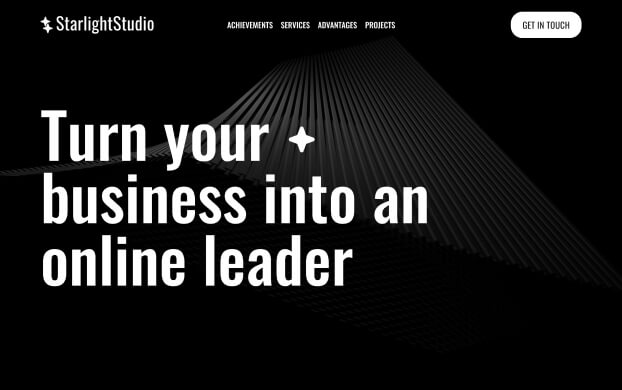 StarlightStudio
ACHIEVEMENTS SERVICES ADVANTAGES PROJECTS
GET IN TOUCH
Turn your
business into an
online leader